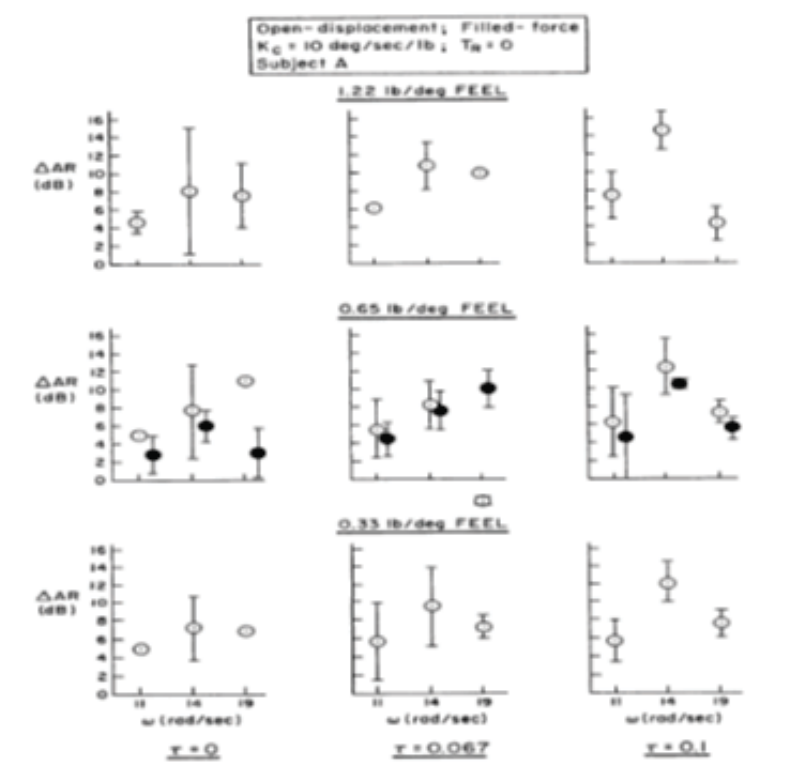 Open-displacement; Filled-force
Kc = 10 deg/sec/lb; TR = 0
Subject A
1.22 lb/deg FEEL
ΔAR
(dB)
16
14
12
10
8
6
4
2
0
0.65 lb/deg FEEL
ΔAR
(dB)
16
14
12
10
8
6
4
2
0
0.33 lb/deg FEEL
ΔAR
(dB)
16
14
12
10
8
6
4
2
0
11 14 19 11 14 19 11 14 19
ω (rad/sec) ω (rad/sec) ω (rad/sec)
τ = 0 τ = 0.067 τ = 0.1